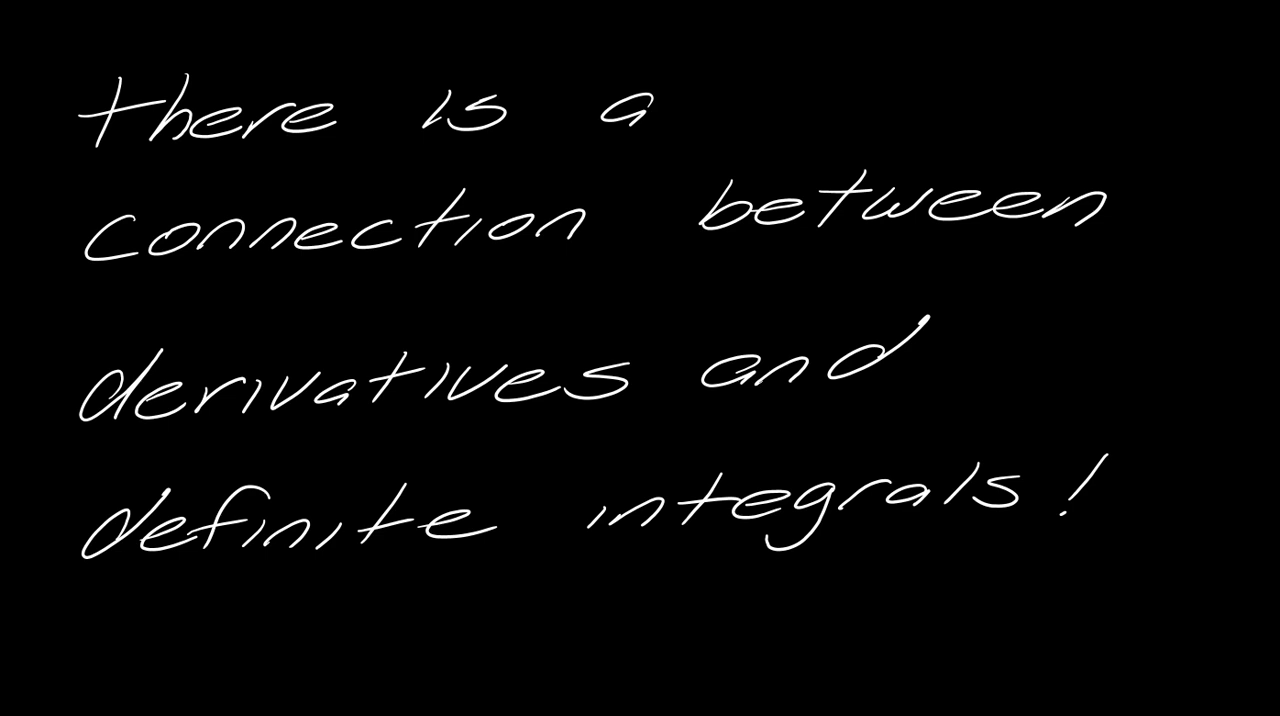 there is a
connection between
derivatives and
definite integrals!